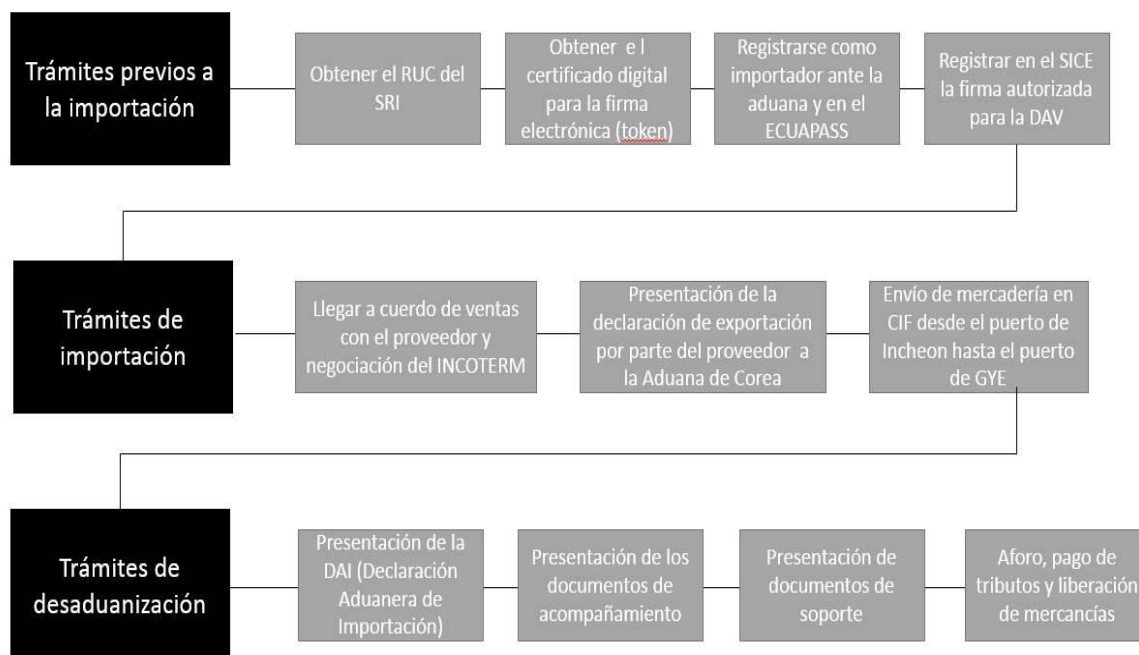 Trámites previos a
la importación
Obtener el RUC del
SRI
Obtener e l
certificado digital
para la firma
electrónica (token)
Registrarse como
importador ante la
aduana y en el
ECUAPASS
Registrar en el SICE
la firma autorizada
para la DAV
Trámites de
importación
Llegar a cuerdo de ventas
con el proveedor y
negociación del INCOTERM
Presentación de la
declaración de exportación
por parte del proveedor a
la Aduana de Corea
Envío de mercadería en
CIF desde el puerto de
Incheon hasta el puerto
de GYE
Trámites de
desaduanización
Presentación de la
DAI (Declaración
Aduanera de
Importación)
Presentación de los
documentos de
acompañamiento
Presentación de
documentos de
soporte
Aforo, pago de
tributos y liberación
de mercancías